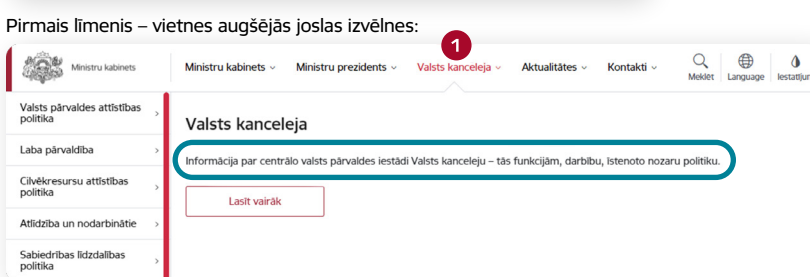 Pirmais līmenis – vietnes augšējās joslas izvēlnes:
1
Ministru kabinets
Ministru kabinets
Ministru prezidents
Valsts kanceleja
Aktualitātes
Kontakti
Meklēt
Language
Valsts pārvaldes attīstības
politika
Laba pārvaldība
Cilvēkresursu attīstības
politika
Atlīdzība un nodarbinātie
Sabiedrības līdzdalības
politika
Valsts kanceleja
Informācija par centrālo valsts pārvaldes iestādi Valsts kanceleju – tās funkcijām, darbību, īstenoto nozaru politiku.
Lasīt vairāk